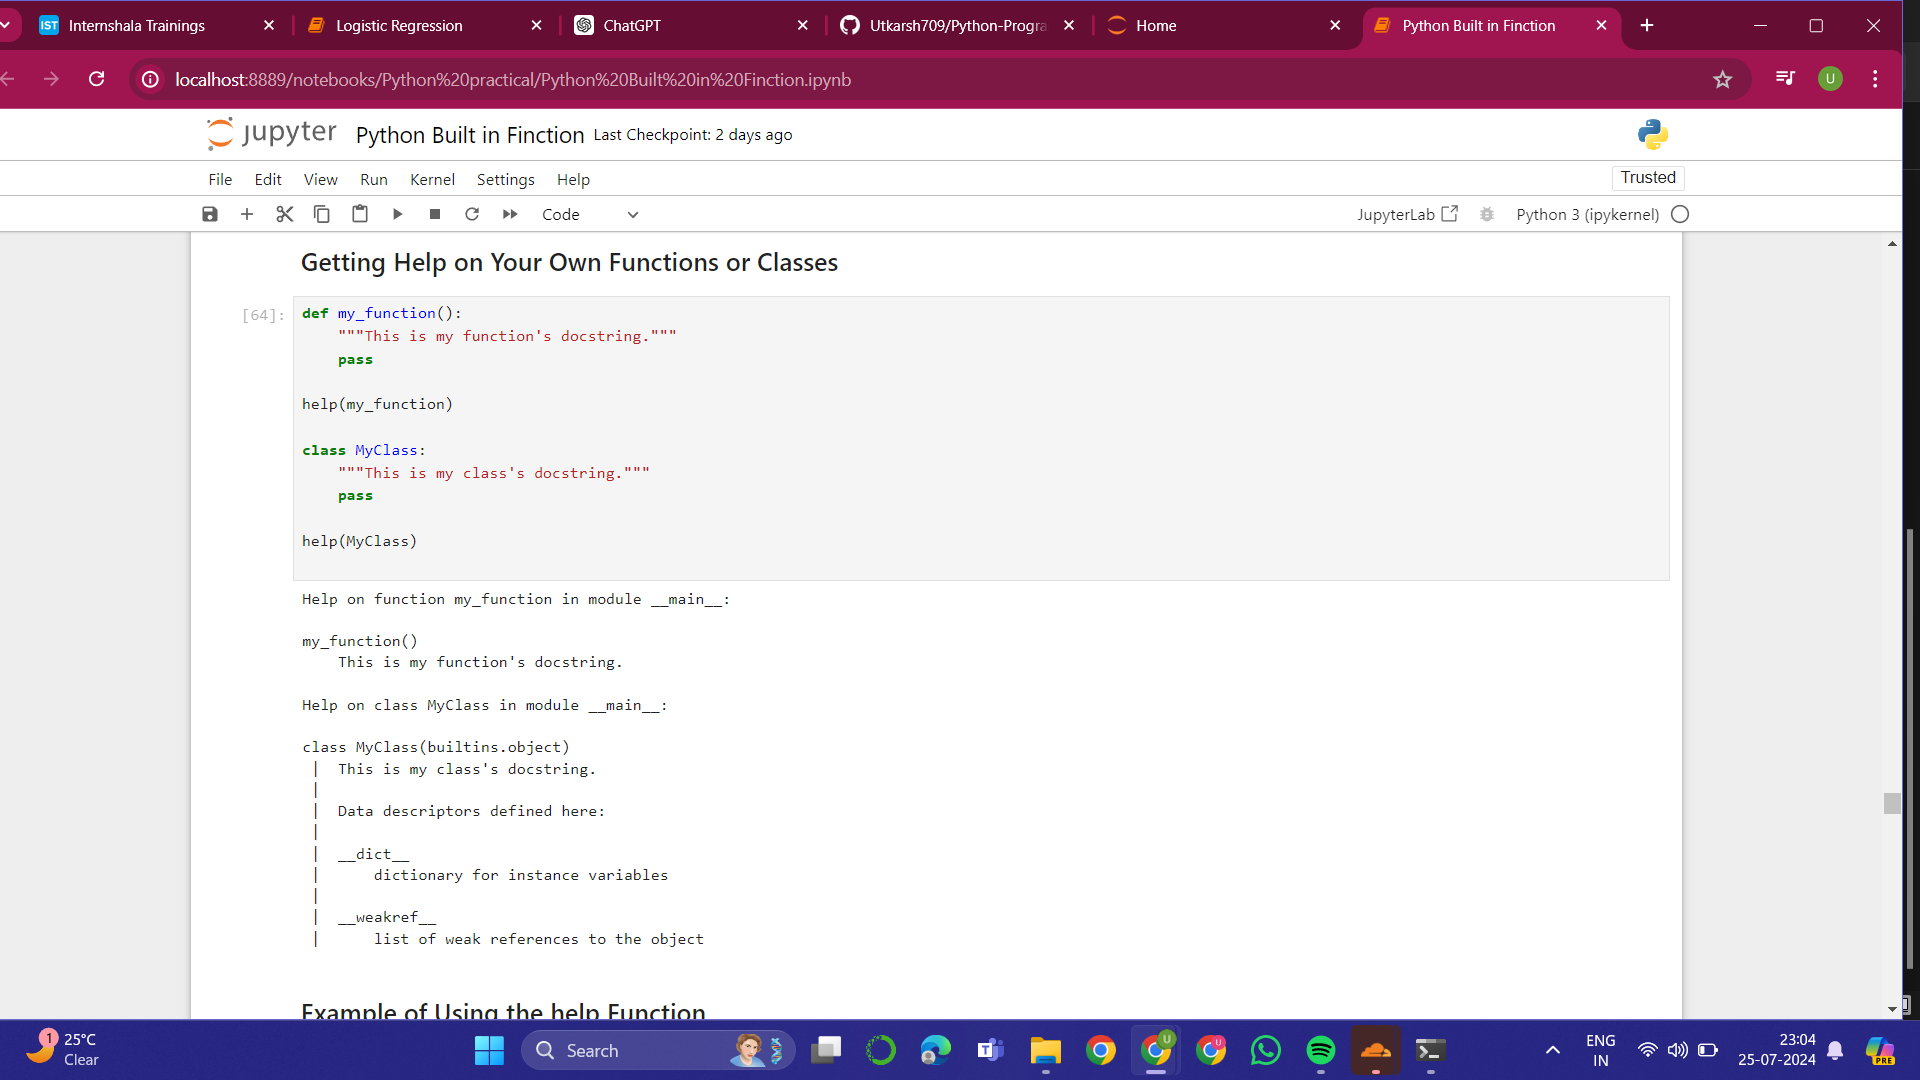 IST Internshala Trainings
Logistic Regression
ChatGPT
Utkarsh709/Python-Progra
Home
Python Built in Finction
localhost:8889/notebooks/Python%20practical/Python%20Built%20in%20Finction.ipynb
U
jupyter Python Built in Finction Last Checkpoint: 2 days ago
File Edit View Run Kernel Settings Help
Trusted
Code
JupyterLab
Python 3 (ipykernel)
Getting Help on Your Own Functions or Classes
[64]:
def my_function():
    """This is my function's docstring."""
    pass
help(my_function)
class MyClass:
    """This is my class's docstring."""
    pass
help(MyClass)
Help on function my_function in module __main__:
my_function()
    This is my function's docstring.
Help on class MyClass in module __main__:
class MyClass(builtins.object)
 |  This is my class's docstring.
 |
 |  Data descriptors defined here:
 |
 |  __dict__
 |      dictionary for instance variables
 |
 |  __weakref__
 |      list of weak references to the object
Example of Using the help Function
1
25°C
Clear
Search
T
U
U
ENG
IN
23:04
25-07-2024
PRE